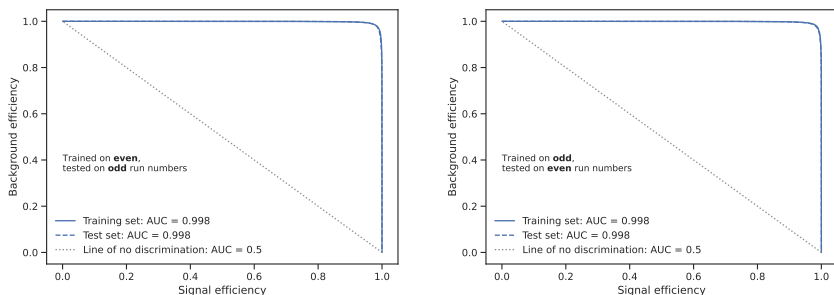 1.0
0.8
0.6
0.4
0.2
0.0
Background efficiency
Trained on even,
tested on odd run numbers
Training set: AUC = 0.998
Test set: AUC = 0.998
Line of no discrimination: AUC = 0.5
0.0 0.2 0.4 0.6 0.8 1.0
Signal efficiency
1.0
0.8
0.6
0.4
0.2
0.0
Background efficiency
Trained on odd,
tested on even run numbers
Training set: AUC = 0.998
Test set: AUC = 0.998
Line of no discrimination: AUC = 0.5
0.0 0.2 0.4 0.6 0.8 1.0
Signal efficiency